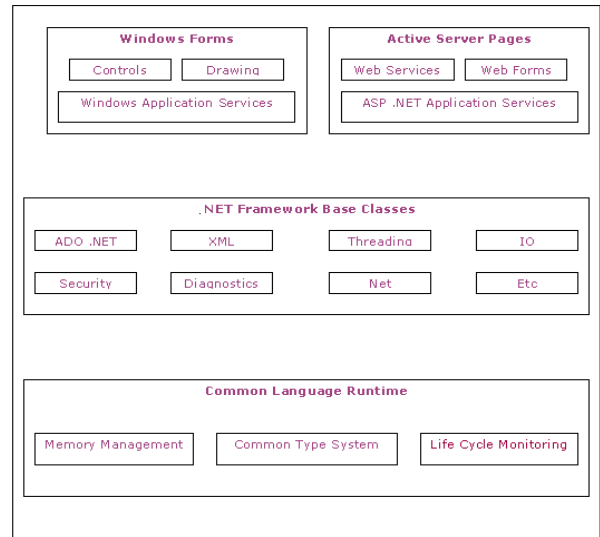 Windows Forms
Controls
Drawing
Windows Application Services
Active Server Pages
Web Services
Web Forms
ASP .NET Application Services
.NET Framework Base Classes
ADO .NET
XML
Threading
IO
Security
Diagnostics
Net
Etc
Common Language Runtime
Memory Management
Common Type System
Life Cycle Monitoring